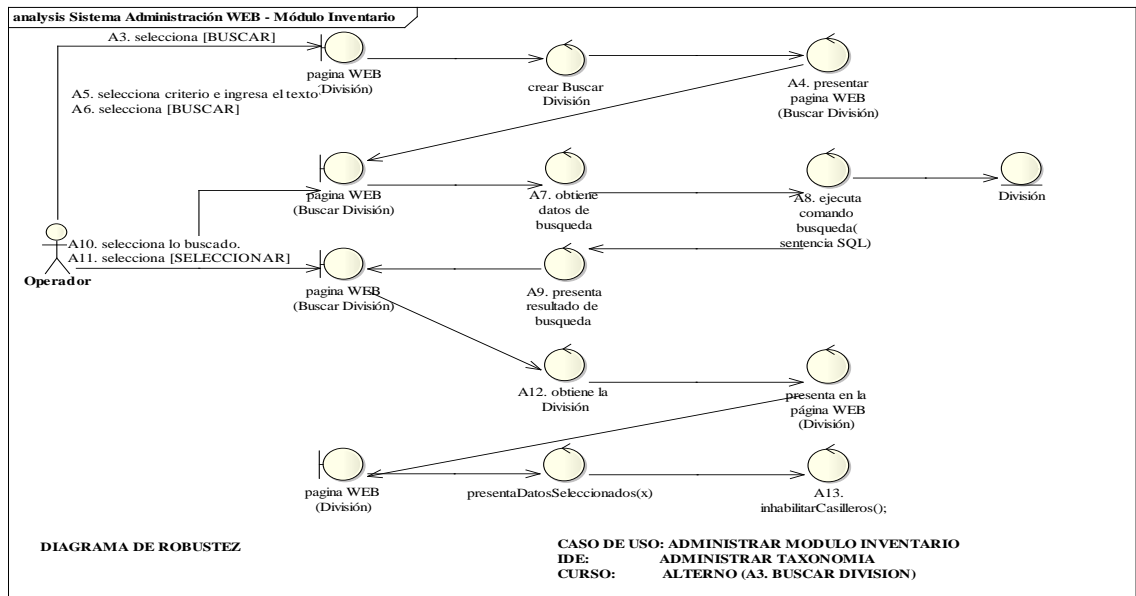 analysis Sistema Administración WEB - Módulo Inventario
A3. selecciona [BUSCAR]
pagina WEB
(División)
crear Buscar
División
A4. presentar
pagina WEB
(Buscar División)
A5. selecciona criterio e ingresa el texto
A6. selecciona [BUSCAR]
pagina WEB
(Buscar División)
A7. obtiene
datos de
busqueda
A8. ejecuta
comando
busqueda(
sentencia SQL)
División
A10. selecciona lo buscado.
A11. selecciona [SELECCIONAR]
Operador
pagina WEB
(Buscar División)
A9. presenta
resultado de
busqueda
A12. obtiene la
División
presenta en la
página WEB
(División)
pagina WEB
(División)
presentaDatosSeleccionados(x)
A13.
inhabilitarCasilleros();
DIAGRAMA DE ROBUSTEZ
CASO DE USO: ADMINISTRAR MODULO INVENTARIO
IDE: ADMINISTRAR TAXONOMIA
CURSO: ALTERNO (A3. BUSCAR DIVISION)